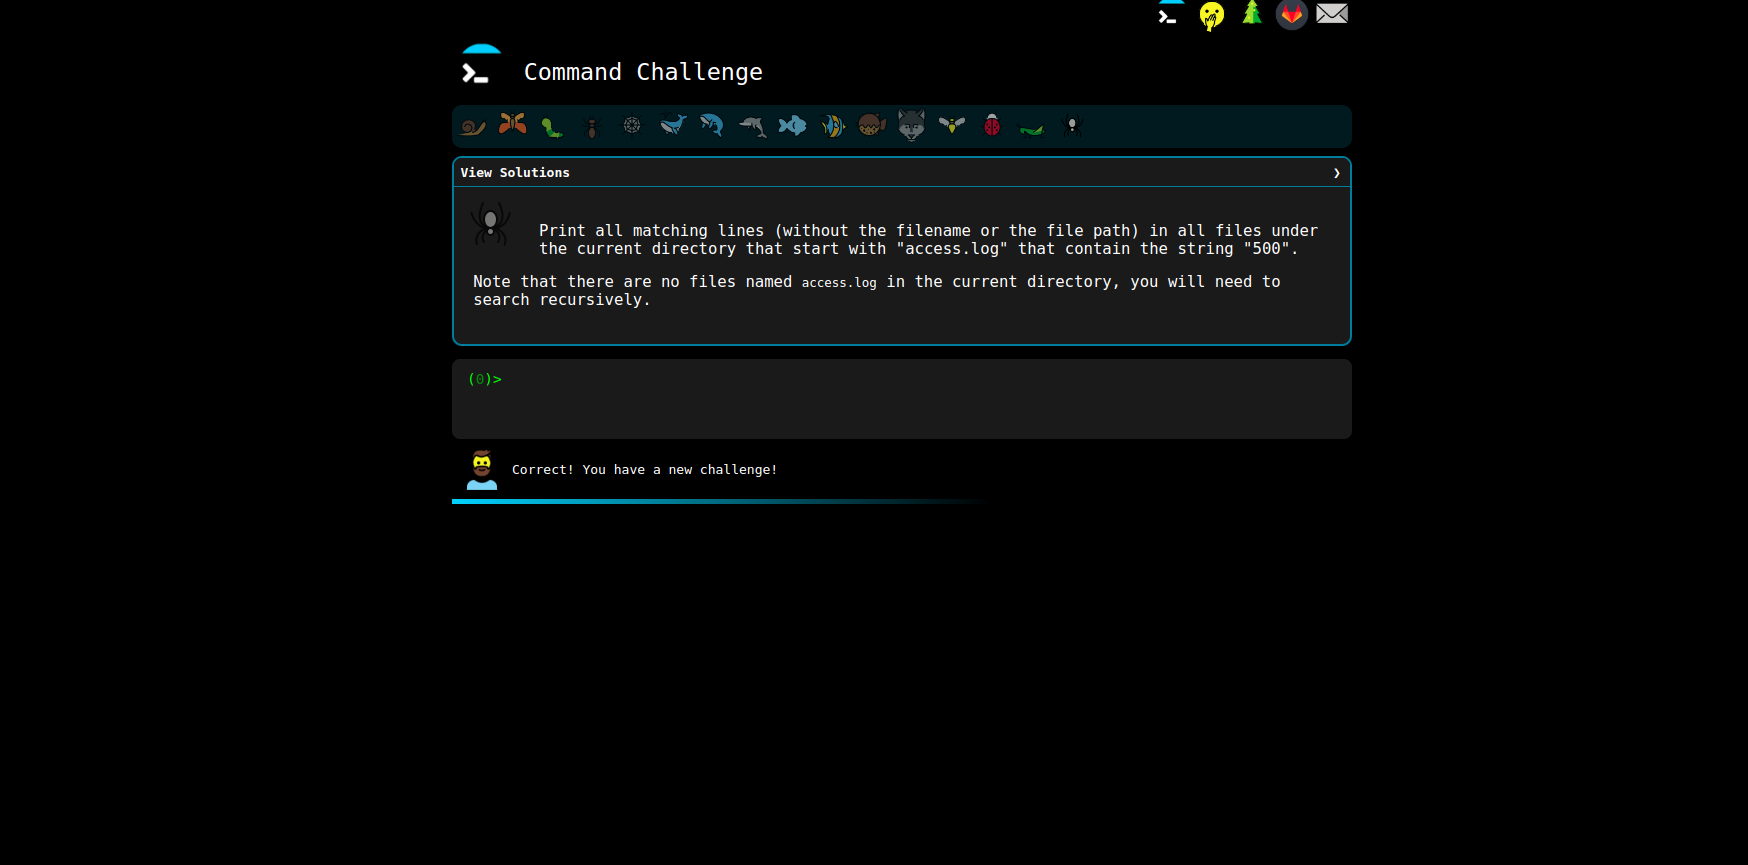 Command Challenge
View Solutions ❯
Print all matching lines (without the filename or the file path) in all files under
the current directory that start with "access.log" that contain the string "500".
Note that there are no files named access.log in the current directory, you will need to
search recursively.
(0)>
Correct! You have a new challenge!